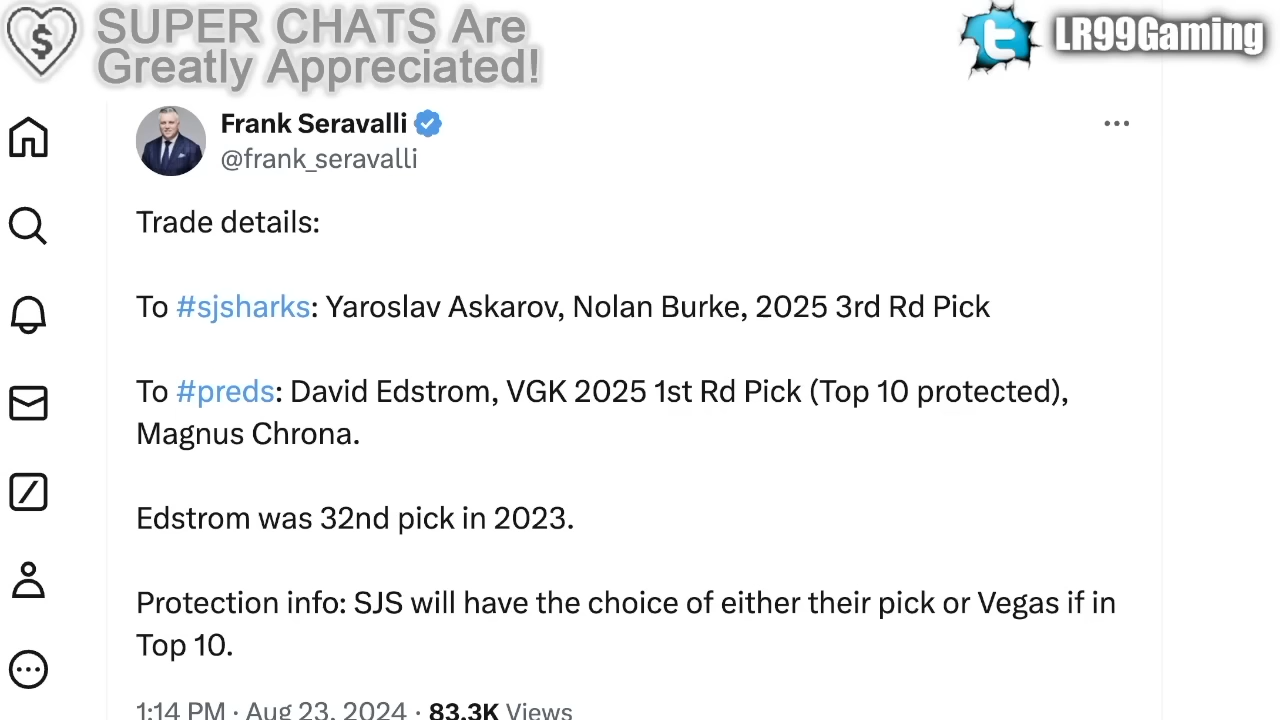 SUPER CHATS Are
Greatly Appreciated!
LR99Gaming
Frank Seravalli
@frank_seravalli
Trade details:
To #sjsharks: Yaroslav Askarov, Nolan Burke, 2025 3rd Rd Pick
To #preds: David Edstrom, VGK 2025 1st Rd Pick (Top 10 protected),
Magnus Chrona.
Edstrom was 32nd pick in 2023.
Protection info: SJS will have the choice of either their pick or Vegas if in
Top 10.
1:14 PM · Aug 23, 2024 · 83.3K Views